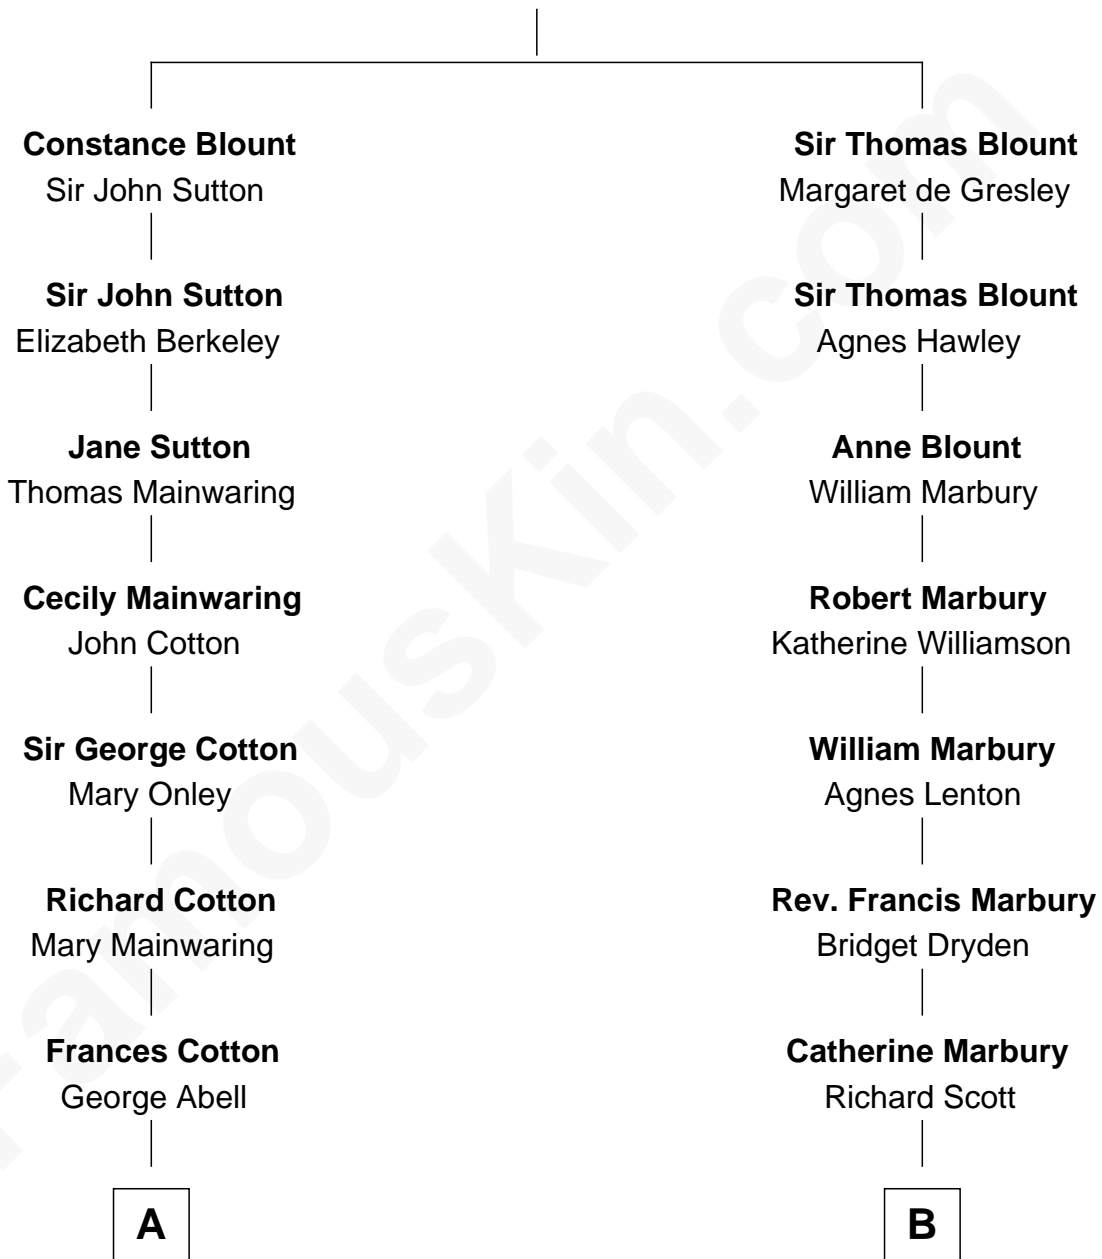 Constance Blount
Sir John Sutton
Sir John Sutton
Elizabeth Berkeley
Jane Sutton
Thomas Mainwaring
Cecily Mainwaring
John Cotton
Sir George Cotton
Mary Onley
Richard Cotton
Mary Mainwaring
Frances Cotton
George Abell
A
Sir Thomas Blount
Margaret de Gresley
Sir Thomas Blount
Agnes Hawley
Anne Blount
William Marbury
Robert Marbury
Katherine Williamson
William Marbury
Agnes Lenton
Rev. Francis Marbury
Bridget Dryden
Catherine Marbury
Richard Scott
B
FamousKin.com